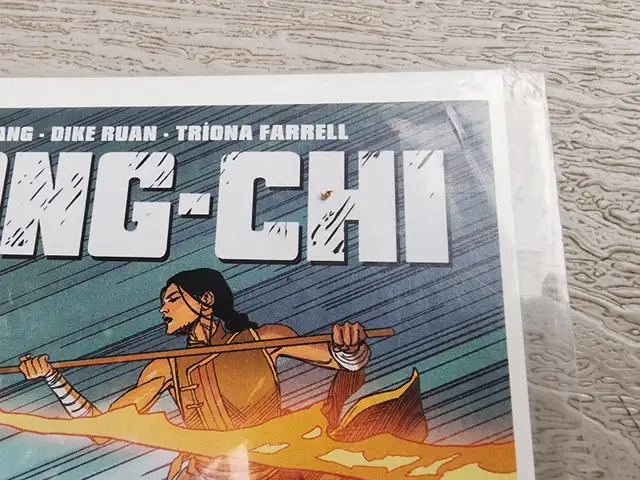 ANG · DIKE RUAN · TRÍONA FARRELL
NG-CHI